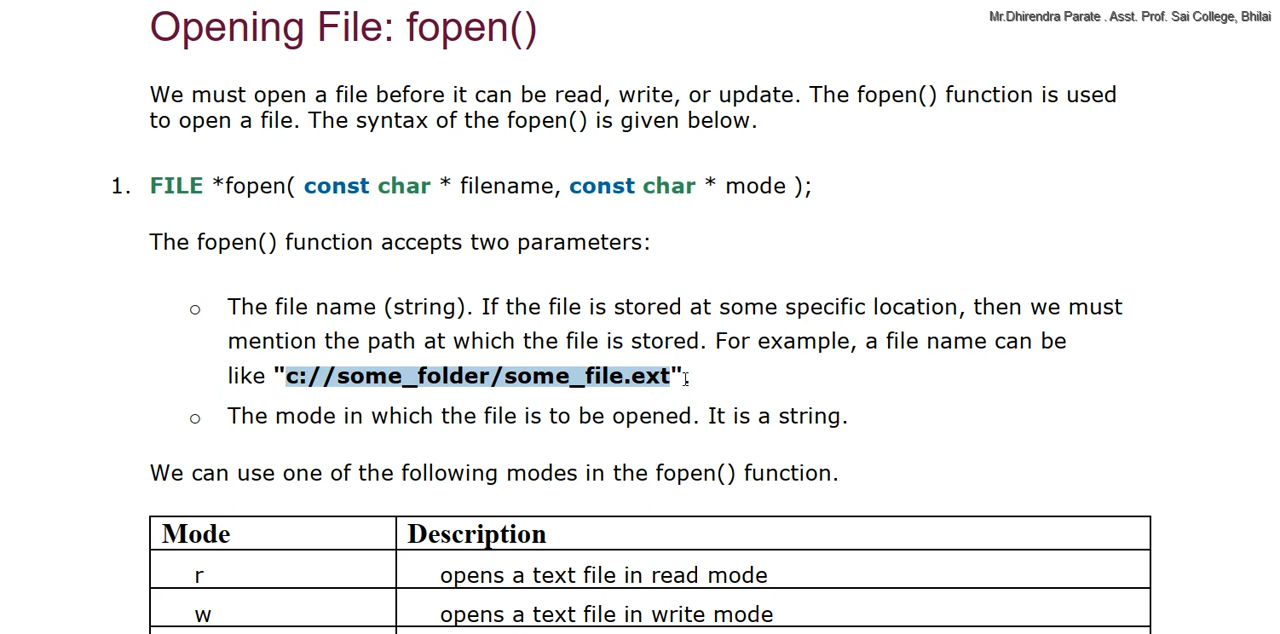 Opening File: fopen()
Mr.Dhirendra Parate . Asst. Prof. Sai College, Bhilai
We must open a file before it can be read, write, or update. The fopen() function is used
to open a file. The syntax of the fopen() is given below.
1. FILE *fopen( const char * filename, const char * mode );
The fopen() function accepts two parameters:
o The file name (string). If the file is stored at some specific location, then we must
mention the path at which the file is stored. For example, a file name can be
like "c://some_folder/some_file.ext".
o The mode in which the file is to be opened. It is a string.
We can use one of the following modes in the fopen() function.
Mode Description
r opens a text file in read mode
w opens a text file in write mode